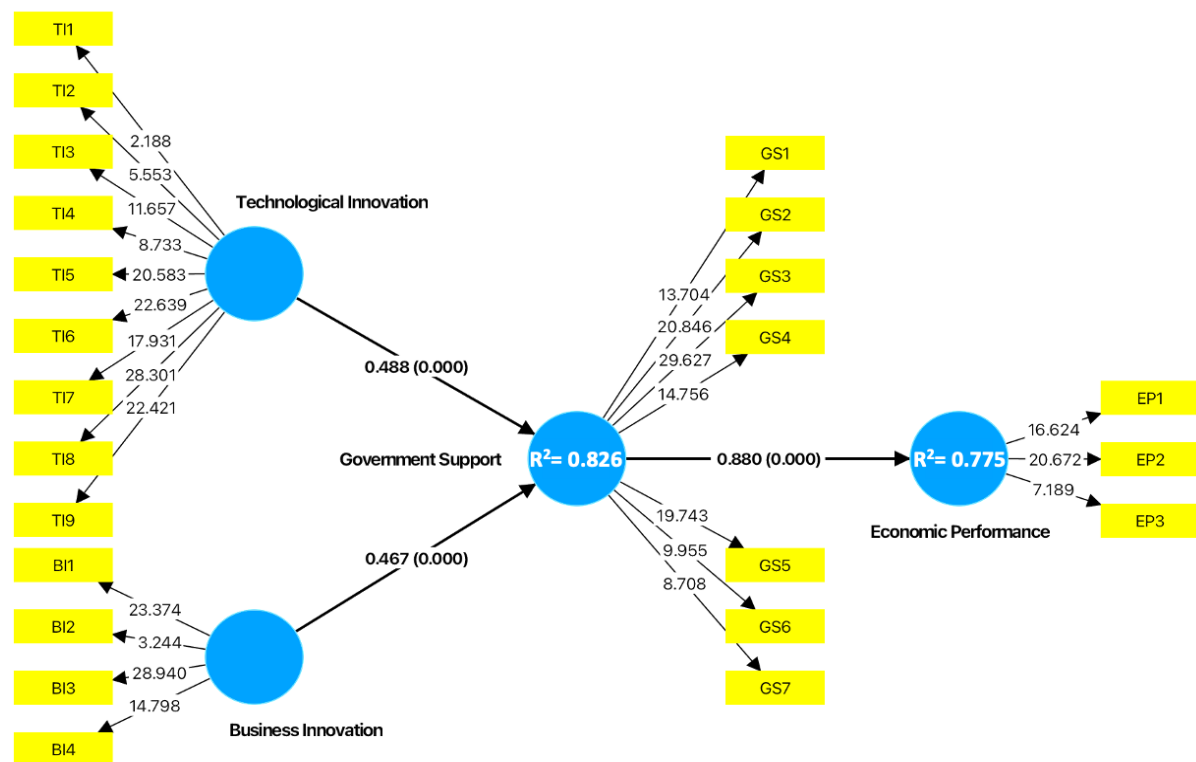 TI1
TI2
TI3
TI4
TI5
TI6
TI7
TI8
TI9
2.188
5.553
11.657
8.733
20.583
22.639
17.931
28.301
22.421
Technological Innovation
0.488 (0.000)
BI1
BI2
BI3
BI4
23.374
3.244
28.940
14.798
Business Innovation
0.467 (0.000)
Government Support
R²= 0.826
GS1
GS2
GS3
GS4
13.704
20.846
29.627
14.756
19.743
9.955
8.708
GS5
GS6
GS7
0.880 (0.000)
R²= 0.775
Economic Performance
16.624
20.672
7.189
EP1
EP2
EP3